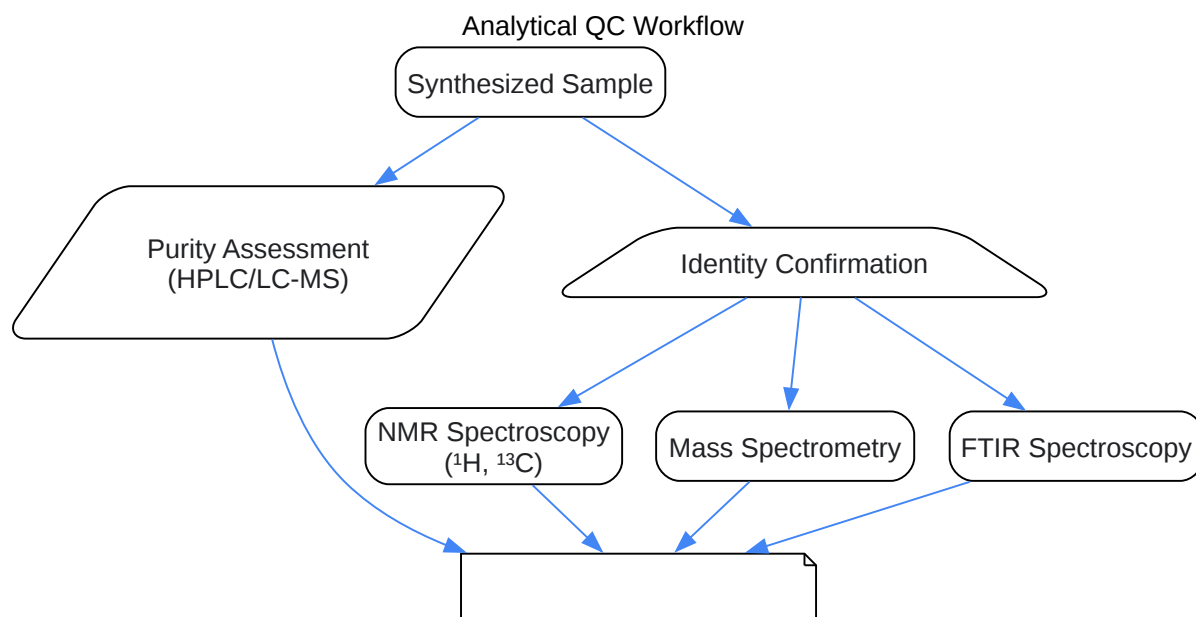 Analytical QC Workflow
Synthesized Sample
Purity Assessment
(HPLC/LC-MS)
Identity Confirmation
NMR Spectroscopy
(¹H, ¹³C)
Mass Spectrometry
FTIR Spectroscopy